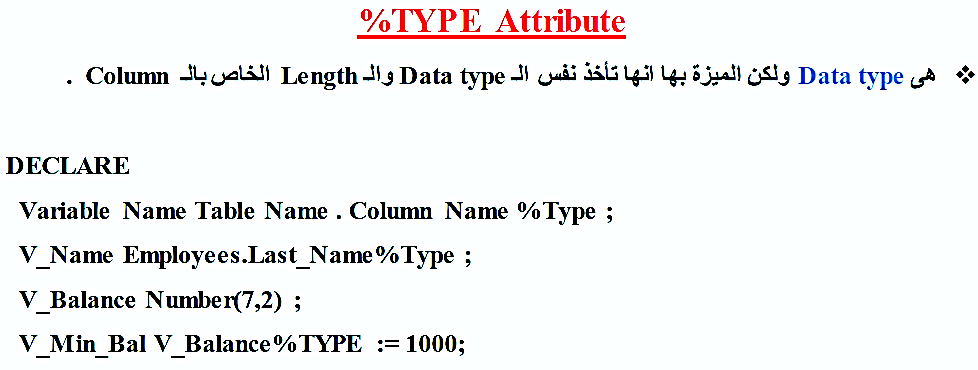 %TYPE Attribute
❖ هى Data type ولكن الميزة بها انها تأخذ نفس الـ Data type والـ Length الخاص بالـ Column .
DECLARE
Variable Name Table Name . Column Name %Type ;
V_Name Employees.Last_Name%Type ;
V_Balance Number(7,2) ;
V_Min_Bal V_Balance%TYPE := 1000;